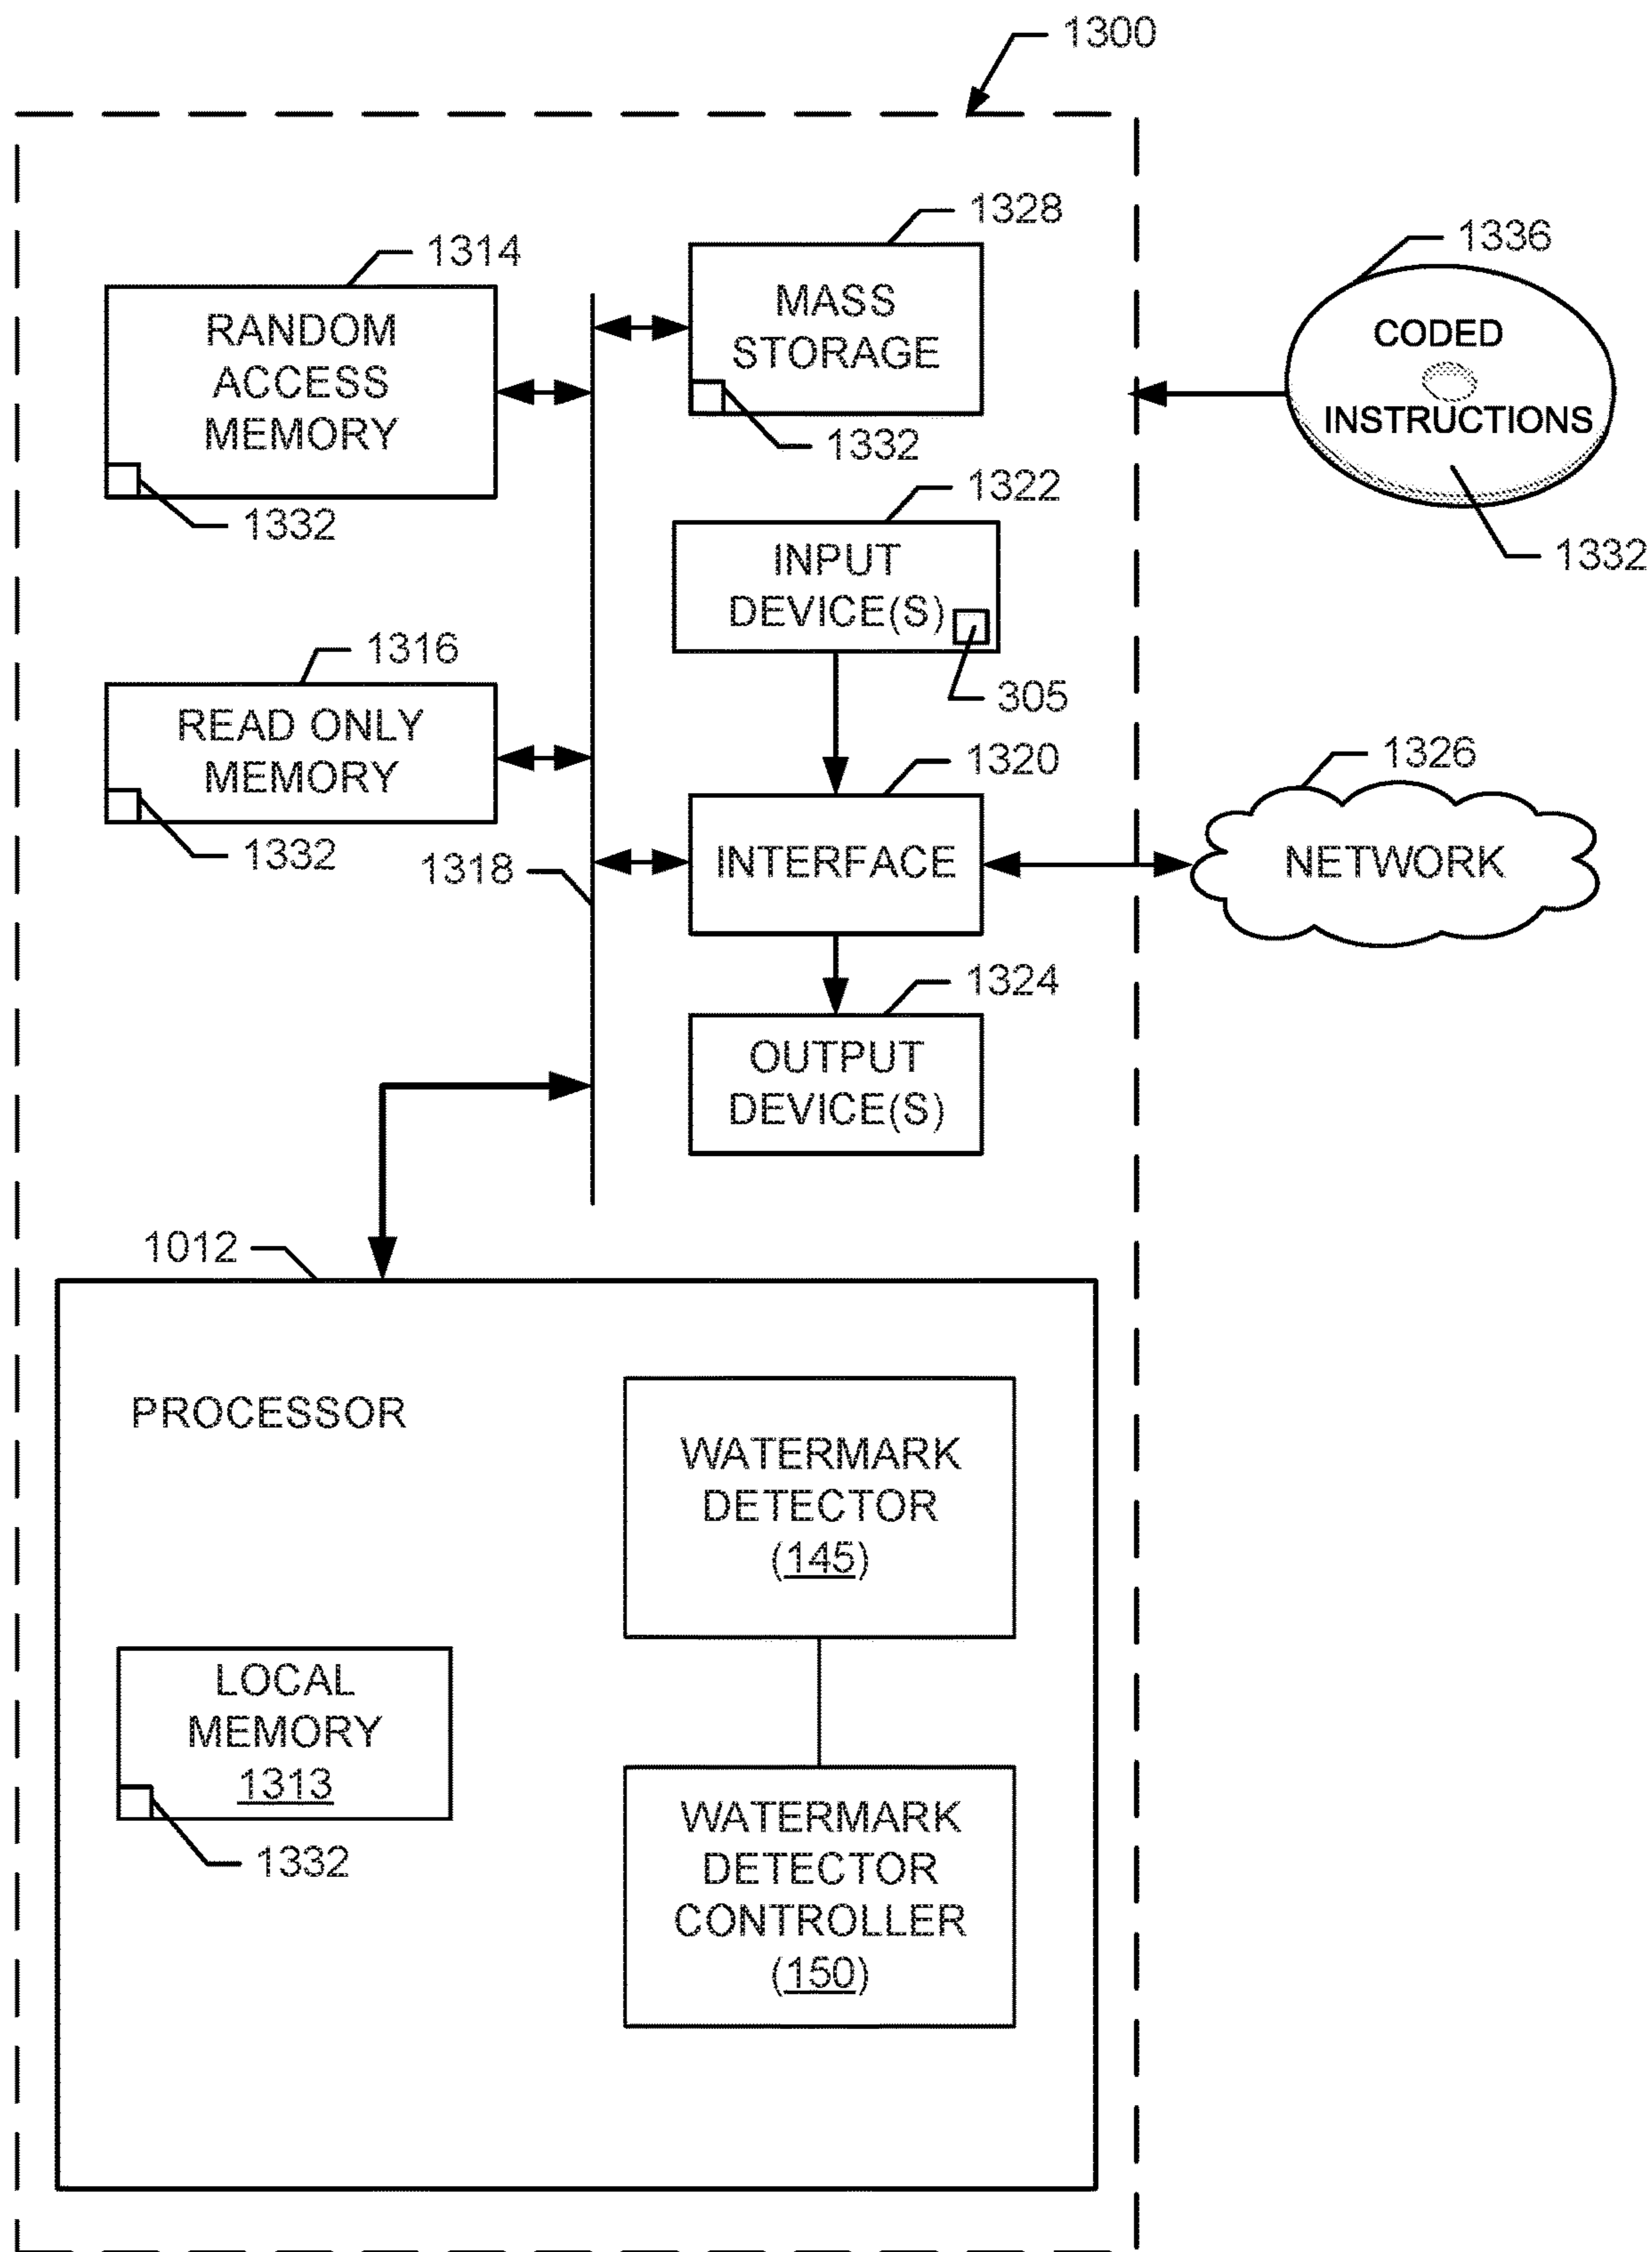 1300
1328
1314
MASS
STORAGE
1336
RANDOM
ACCESS
MEMORY
CODED
INSTRUCTIONS
1332
1332
1322
1332
INPUT
DEVICE(S)
305
1316
READ ONLY
MEMORY
1332
1320
1326
1318
INTERFACE
NETWORK
1324
OUTPUT
DEVICE(S)
1012
PROCESSOR
WATERMARK
DETECTOR
(145)
LOCAL
MEMORY
1313
1332
WATERMARK
DETECTOR
CONTROLLER
(150)